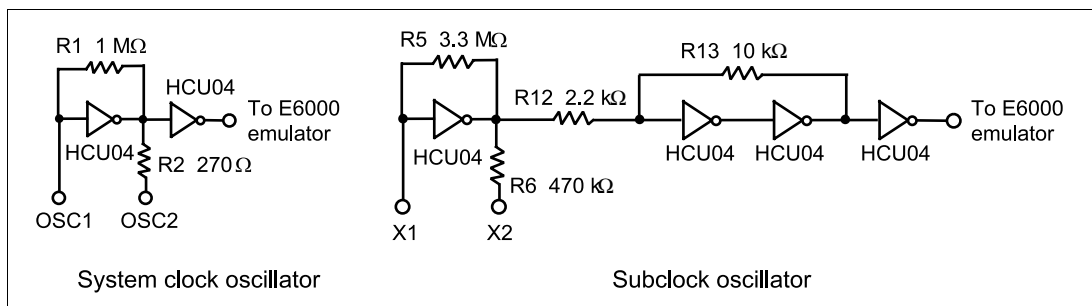 R1 1 MΩ
HCU04
To E6000
emulator
HCU04
R2 270 Ω
OSC1
OSC2
System clock oscillator
R5 3.3 MΩ
R13 10 kΩ
R12 2.2 kΩ
To E6000
emulator
HCU04
HCU04
HCU04
HCU04
R6 470 kΩ
X1
X2
Subclock oscillator